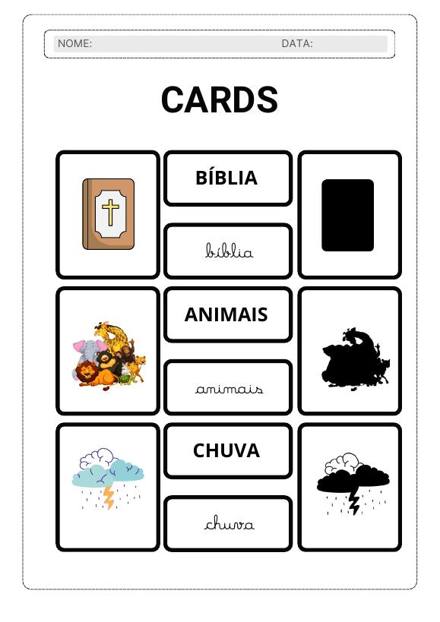 NOME: DATA:
CARDS
BÍBLIA
bíblia
ANIMAIS
animais
CHUVA
chuva